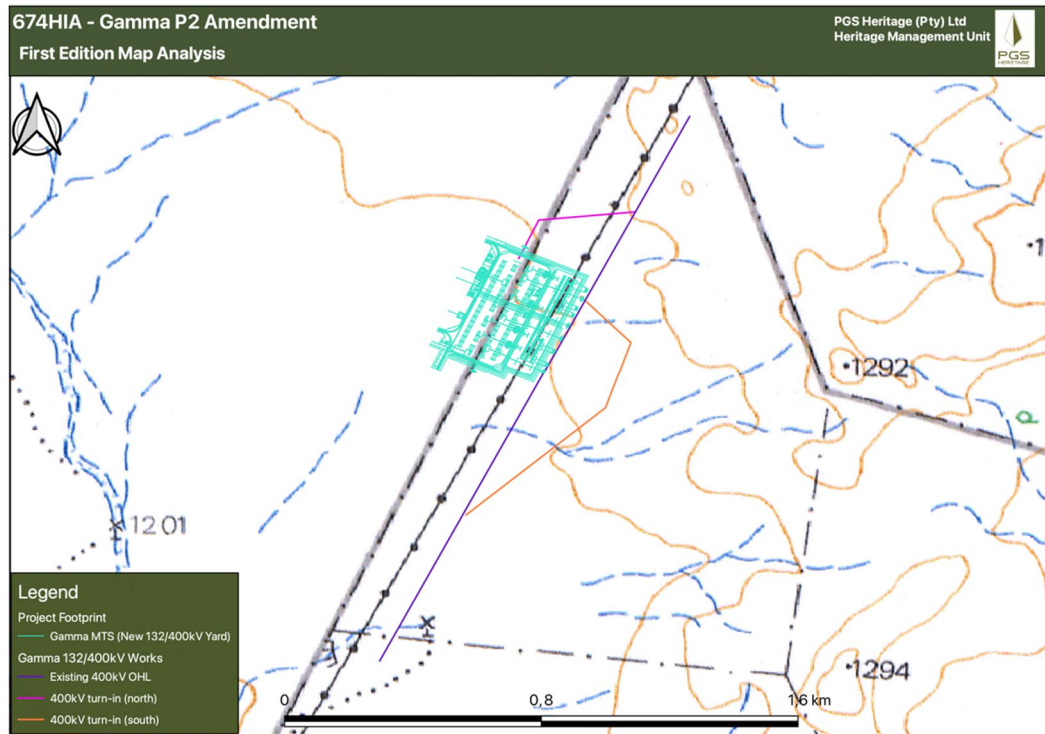 674HIA - Gamma P2 Amendment
First Edition Map Analysis
PGS Heritage (Pty) Ltd
Heritage Management Unit
PGS
HERITAGE
1292
1201
1294
Legend
Project Footprint
Gamma MTS (New 132/400kV Yard)
Gamma 132/400kV Works
Existing 400kV OHL
400kV turn-in (north)
400kV turn-in (south)
0
0,8
1,6 km